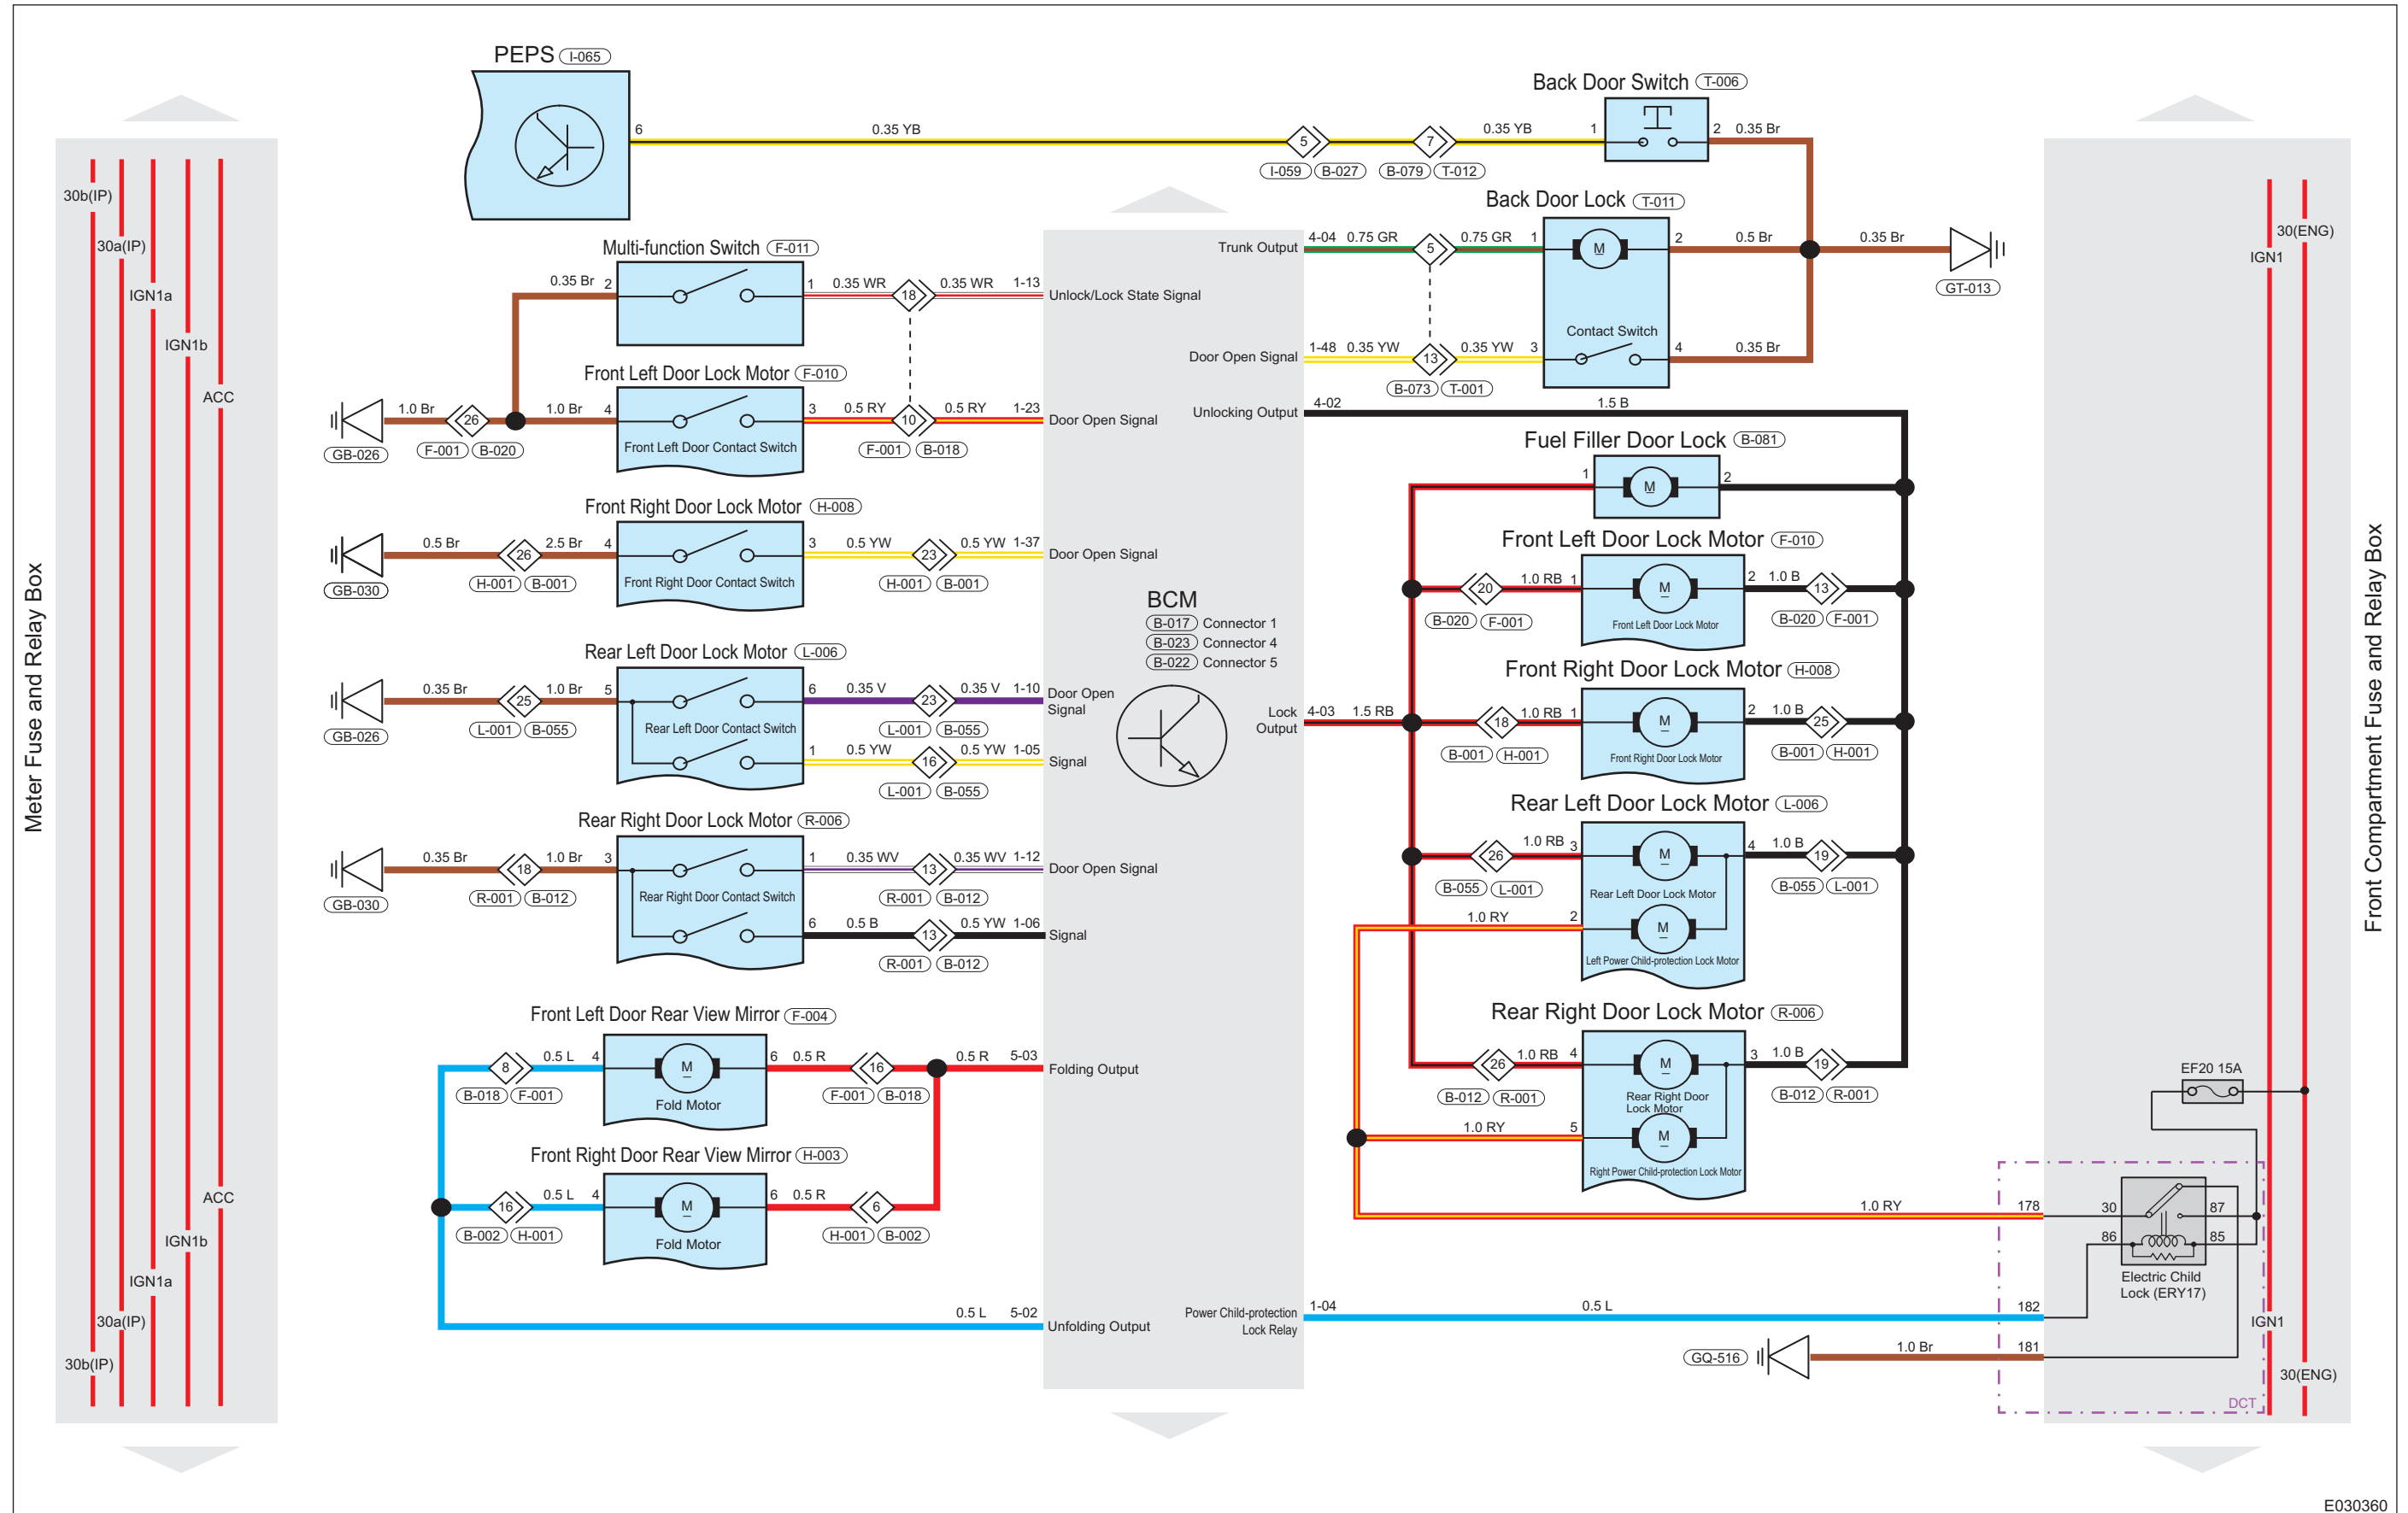 PEPS I-065
6
0.35 YB
5
I-059 B-027
7
B-079 T-012
0.35 YB
1
Back Door Switch T-006
2 0.35 Br
Back Door Lock T-011
Trunk Output
4-04 0.75 GR
5
0.75 GR 1
M
2
0.5 Br
0.35 Br
GT-013
Contact Switch
Door Open Signal
1-48 0.35 YW
13
0.35 YW 3
4
0.35 Br
B-073 T-001
Multi-function Switch F-011
0.35 Br 2
1 0.35 WR
18
0.35 WR 1-13
Unlock/Lock State Signal
Front Left Door Lock Motor F-010
1.0 Br
26
1.0 Br 4
3 0.5 RY
10
0.5 RY 1-23
Door Open Signal
GB-026
F-001 B-020
Front Left Door Contact Switch
F-001 B-018
Front Right Door Lock Motor H-008
0.5 Br
26
2.5 Br 4
3 0.5 YW
23
0.5 YW 1-37
Door Open Signal
GB-030
H-001 B-001
Front Right Door Contact Switch
H-001 B-001
Rear Left Door Lock Motor L-006
0.35 Br
25
1.0 Br 5
6 0.35 V
23
0.35 V 1-10
Door Open
Signal
GB-026
L-001 B-055
Rear Left Door Contact Switch
L-001 B-055
1 0.5 YW
16
0.5 YW 1-05
Signal
L-001 B-055
Rear Right Door Lock Motor R-006
0.35 Br
18
1.0 Br 3
1 0.35 WV
13
0.35 WV 1-12
Door Open Signal
GB-030
R-001 B-012
Rear Right Door Contact Switch
R-001 B-012
6 0.5 B
13
0.5 YW 1-06
Signal
R-001 B-012
Front Left Door Rear View Mirror F-004
8
0.5 L 4
M
6 0.5 R
16
0.5 R 5-03
Folding Output
B-018 F-001
Fold Motor
F-001 B-018
Front Right Door Rear View Mirror H-003
16
0.5 L 4
M
6 0.5 R
6
B-002 H-001
Fold Motor
H-001 B-002
0.5 L 5-02
Unfolding Output
BCM
B-017 Connector 1
B-023 Connector 4
B-022 Connector 5
Unlocking Output
4-02
1.5 B
Fuel Filler Door Lock B-081
1
M
2
Front Left Door Lock Motor F-010
20
1.0 RB 1
M
2 1.0 B
13
B-020 F-001
Front Left Door Lock Motor
B-020 F-001
Front Right Door Lock Motor H-008
Lock
Output
4-03 1.5 RB
18
1.0 RB 1
M
2 1.0 B
25
B-001 H-001
Front Right Door Lock Motor
B-001 H-001
Rear Left Door Lock Motor L-006
26
1.0 RB 3
M
4 1.0 B
19
B-055 L-001
Rear Left Door Lock Motor
B-055 L-001
1.0 RY 2
M
Left Power Child-protection Lock Motor
Rear Right Door Lock Motor R-006
26
1.0 RB 4
M
3 1.0 B
19
B-012 R-001
Rear Right Door
Lock Motor
B-012 R-001
1.0 RY 5
M
Right Power Child-protection Lock Motor
1.0 RY 178
Power Child-protection
Lock Relay
1-04
0.5 L
182
GQ-516
1.0 Br
181
EF20 15A
30
87
86
85
Electric Child
Lock (ERY17)
DCT
Meter Fuse and Relay Box
30b(IP)
30a(IP)
IGN1a
IGN1b
ACC
ACC
IGN1b
IGN1a
30a(IP)
30b(IP)
Front Compartment Fuse and Relay Box
30(ENG)
IGN1
IGN1
30(ENG)
E030360